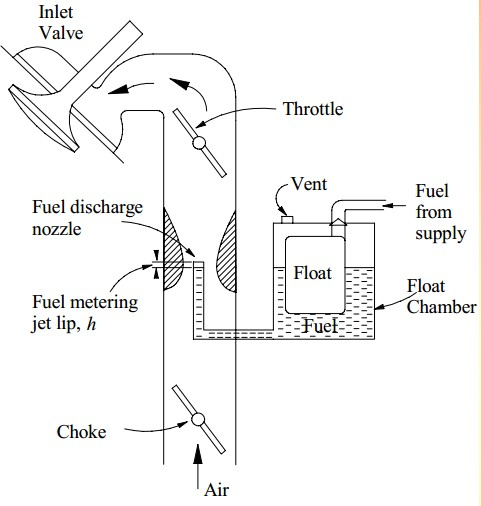 Inlet
Valve
Throttle
Vent
Fuel
from
supply
Fuel discharge
nozzle
Float
Float
Chamber
Fuel metering
jet lip, h
Fuel
Choke
Air